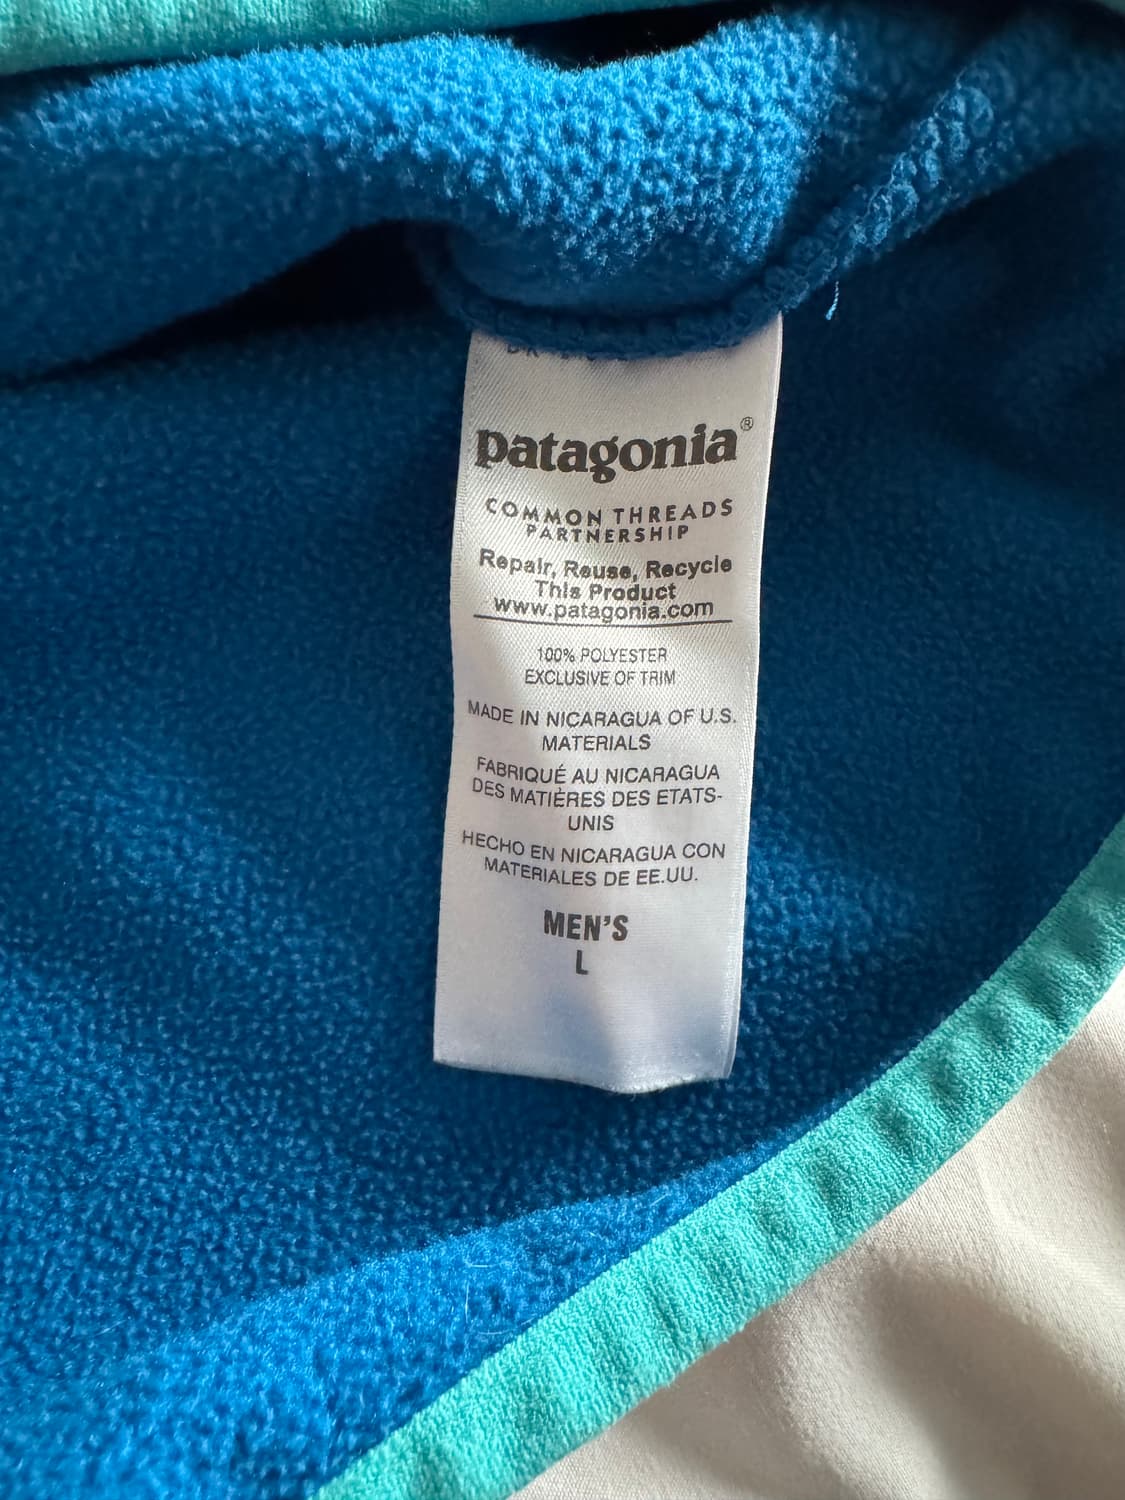 patagonia®
COMMON THREADS
PARTNERSHIP
Repair, Reuse, Recycle
This Product
www.patagonia.com
100% POLYESTER
EXCLUSIVE OF TRIM
MADE IN NICARAGUA OF U.S.
MATERIALS
FABRIQUÉ AU NICARAGUA
DES MATIÈRES DES ETATS-
UNIS
HECHO EN NICARAGUA CON
MATERIALES DE EE.UU.
MEN'S
L